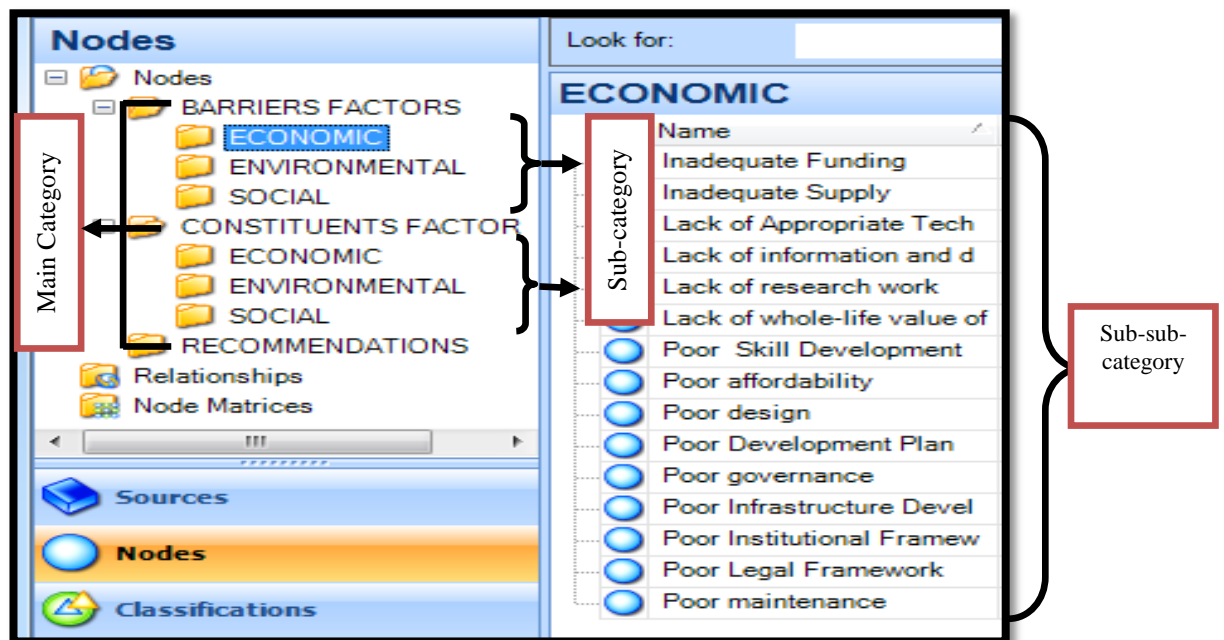 Nodes
Nodes
BARRIERS FACTORS
ECONOMIC
ENVIRONMENTAL
SOCIAL
CONSTITUENTS FACTOR
ECONOMIC
ENVIRONMENTAL
SOCIAL
RECOMMENDATIONS
Relationships
Node Matrices
Sources
Nodes
Classifications
Main Category
Look for:
ECONOMIC
Name
Inadequate Funding
Inadequate Supply
Lack of Appropriate Tech
Lack of information and d
Lack of research work
Lack of whole-life value of
Poor Skill Development
Poor affordability
Poor design
Poor Development Plan
Poor governance
Poor Infrastructure Devel
Poor Institutional Framew
Poor Legal Framework
Poor maintenance
Sub-category
Sub-sub-
category